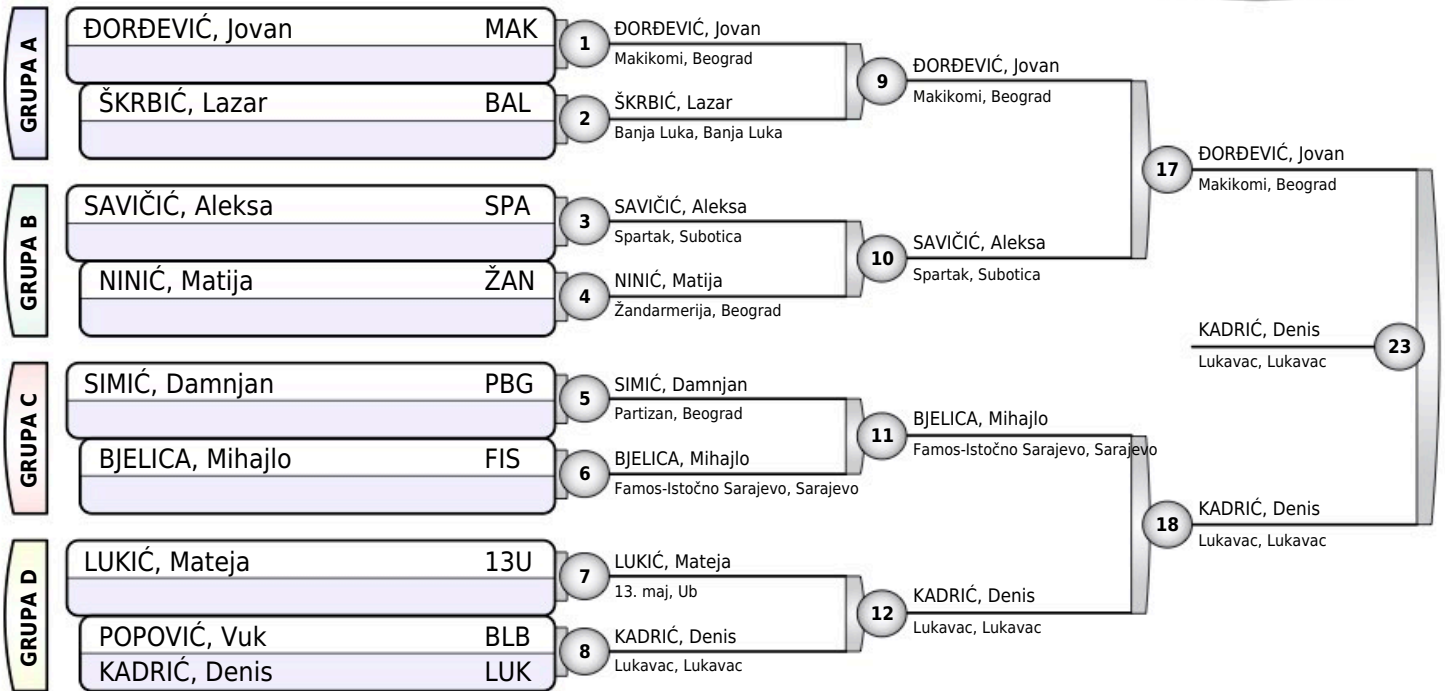 GRUPA A
ĐORĐEVIĆ, Jovan MAK
ŠKRBIĆ, Lazar BAL
1
ĐORĐEVIĆ, Jovan
Makikomi, Beograd
2
ŠKRBIĆ, Lazar
Banja Luka, Banja Luka
9
ĐORĐEVIĆ, Jovan
Makikomi, Beograd
GRUPA B
SAVIČIĆ, Aleksa SPA
NINIĆ, Matija ŽAN
3
SAVIČIĆ, Aleksa
Spartak, Subotica
4
NINIĆ, Matija
Žandarmerija, Beograd
10
SAVIČIĆ, Aleksa
Spartak, Subotica
17
ĐORĐEVIĆ, Jovan
Makikomi, Beograd
GRUPA C
SIMIĆ, Damnjan PBG
BJELICA, Mihajlo FIS
5
SIMIĆ, Damnjan
Partizan, Beograd
6
BJELICA, Mihajlo
Famos-Istočno Sarajevo, Sarajevo
11
BJELICA, Mihajlo
Famos-Istočno Sarajevo, Sarajevo
GRUPA D
LUKIĆ, Mateja 13U
POPOVIĆ, Vuk BLB
KADRIĆ, Denis LUK
7
LUKIĆ, Mateja
13. maj, Ub
8
KADRIĆ, Denis
Lukavac, Lukavac
12
KADRIĆ, Denis
Lukavac, Lukavac
18
KADRIĆ, Denis
Lukavac, Lukavac
KADRIĆ, Denis
Lukavac, Lukavac
23